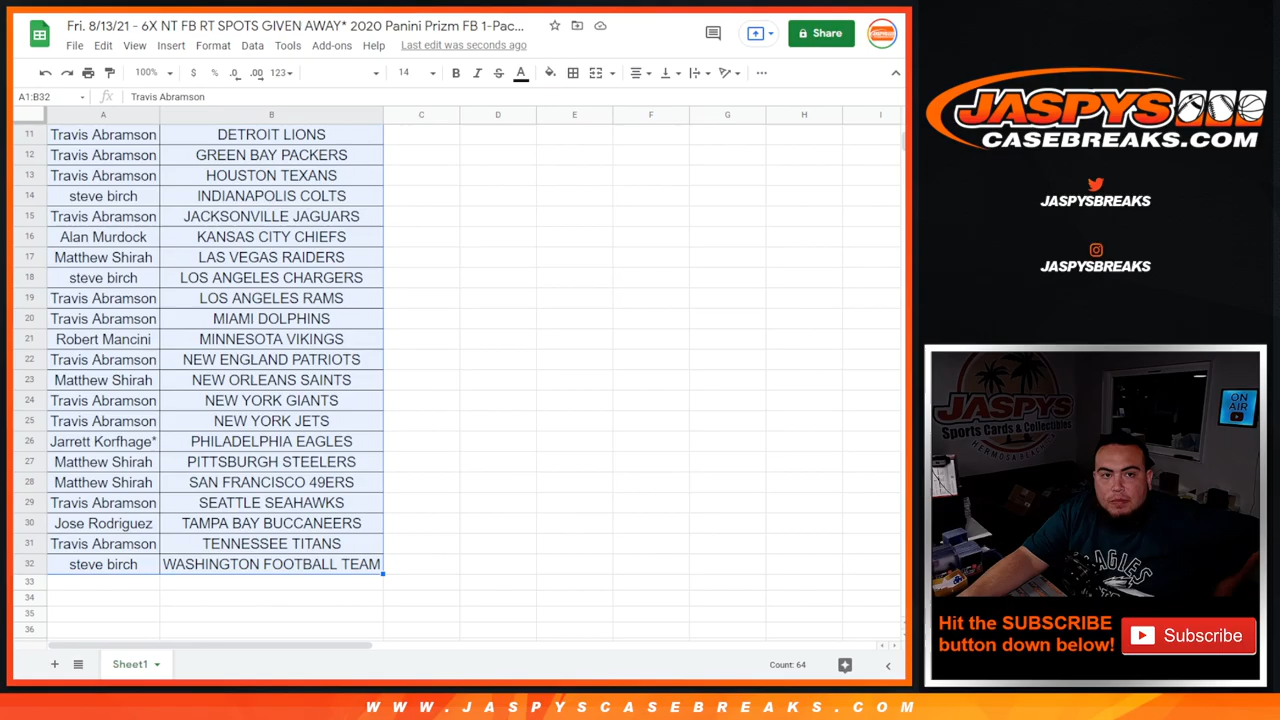 Fri. 8/13/21 - 6X NT FB RT SPOTS GIVEN AWAY* 2020 Panini Prizm FB 1-Pac...
File Edit View Insert Format Data Tools Add-ons Help Last edit was seconds ago
Share
100% $ % .0 .00 123 14 B I S A
A1:B32 fx Travis Abramson
A B C D E F G H I
11 Travis Abramson DETROIT LIONS
12 Travis Abramson GREEN BAY PACKERS
13 Travis Abramson HOUSTON TEXANS
14 steve birch INDIANAPOLIS COLTS
15 Travis Abramson JACKSONVILLE JAGUARS
16 Alan Murdock KANSAS CITY CHIEFS
17 Matthew Shirah LAS VEGAS RAIDERS
18 steve birch LOS ANGELES CHARGERS
19 Travis Abramson LOS ANGELES RAMS
20 Travis Abramson MIAMI DOLPHINS
21 Robert Mancini MINNESOTA VIKINGS
22 Travis Abramson NEW ENGLAND PATRIOTS
23 Matthew Shirah NEW ORLEANS SAINTS
24 Travis Abramson NEW YORK GIANTS
25 Travis Abramson NEW YORK JETS
26 Jarrett Korfhage* PHILADELPHIA EAGLES
27 Matthew Shirah PITTSBURGH STEELERS
28 Matthew Shirah SAN FRANCISCO 49ERS
29 Travis Abramson SEATTLE SEAHAWKS
30 Jose Rodriguez TAMPA BAY BUCCANEERS
31 Travis Abramson TENNESSEE TITANS
32 steve birch WASHINGTON FOOTBALL TEAM
33
34
35
36
+ Sheet1 Count: 64
JASPYS
CASEBREAKS.COM
JASPYSBREAKS
JASPYSBREAKS
JASPYS
Sports Cards & Collectibles
HERMOSA BEACH
ON
AIR
EAGLES
Hit the SUBSCRIBE
button down below!
Subscribe
WWW.JASPYSCASEBREAKS.COM